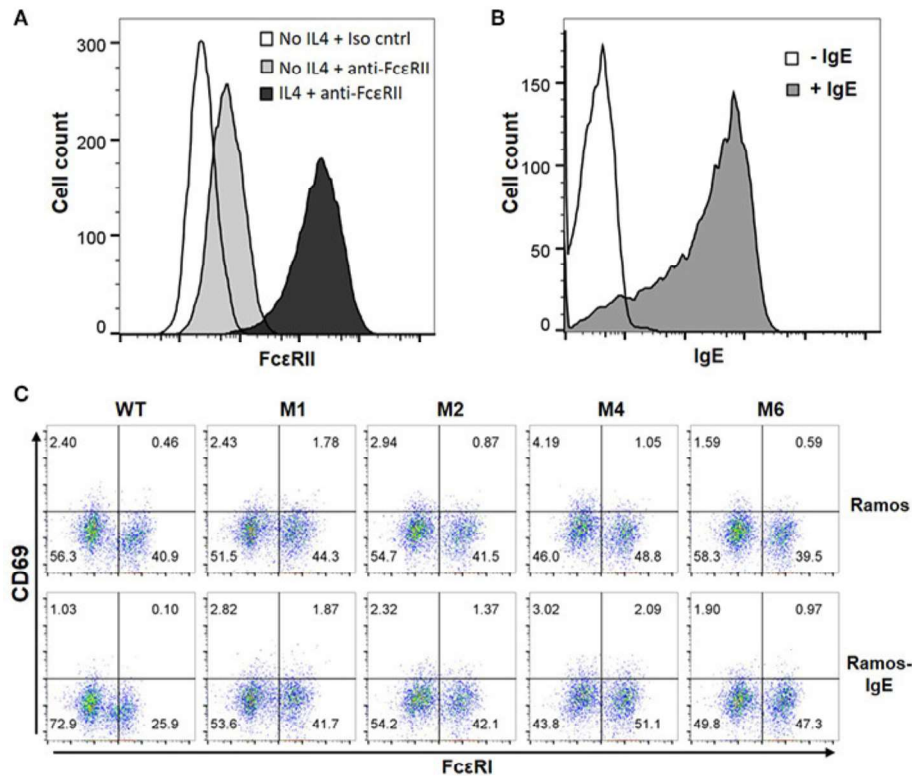 A
300
200
100
0
Cell count
No IL4 + Iso cntrl
No IL4 + anti-FcεRII
IL4 + anti-FcεRII
FcεRII
B
150
100
50
0
Cell count
- IgE
+ IgE
IgE
C
WT M1 M2 M4 M6
2.40 0.46 2.43 1.78 2.94 0.87 4.19 1.05 1.59 0.59
Ramos
56.3 40.9 51.5 44.3 54.7 41.5 46.0 48.8 58.3 39.5
CD69
1.03 0.10 2.82 1.87 2.32 1.37 3.02 2.09 1.90 0.97
Ramos-
IgE
72.9 25.9 53.6 41.7 54.2 42.1 43.8 51.1 49.8 47.3
FcεRI